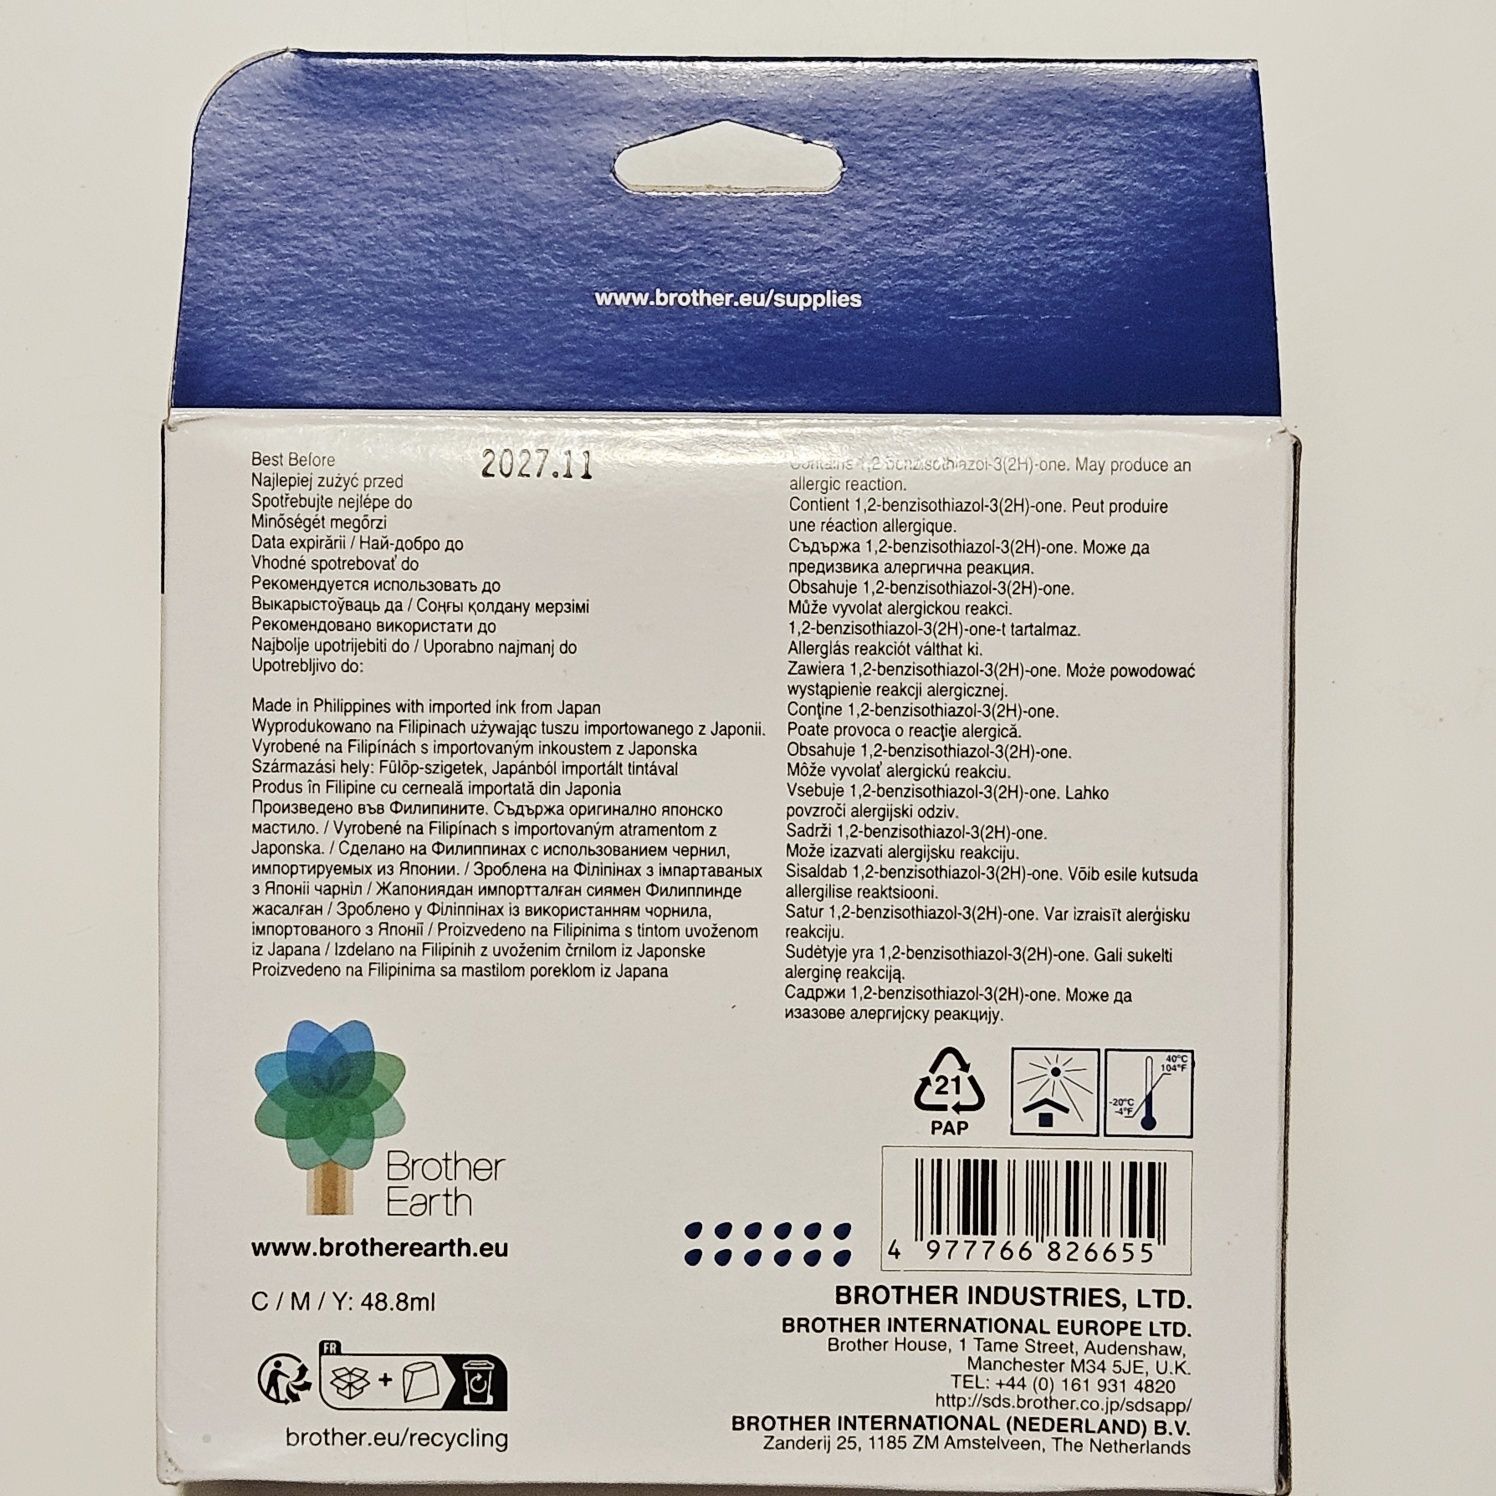 www.brother.eu/supplies
Best Before 2027.11
Najlepiej zużyć przed
Spotřebujte nejlépe do
Minőségét megőrzi
Data expirării / Най-добро до
Vhodné spotrebovať do
Рекомендуется использовать до
Выкарыстоўваць да / Соңғы қолдану мерзімі
Рекомендовано використати до
Najbolje upotrijebiti do / Uporabno najmanj do
Upotrebljivo do:
Made in Philippines with imported ink from Japan
Wyprodukowano na Filipinach używając tuszu importowanego z Japonii.
Vyrobené na Filipínách s importovaným inkoustem z Japonska
Származási hely: Fülöp-szigetek, Japánból importált tintával
Produs în Filipine cu cerneală importată din Japonia
Произведено във Филипините. Съдържа оригинално японско
мастило. / Vyrobené na Filipínach s importovaným atramentom z
Japonska. / Сделано на Филиппинах с использованием чернил,
импортируемых из Японии. / Зроблена на Філіпінах з імпартаваных
з Японіі чарніл / Жапониядан импортталған сиямен Филиппинде
жасалған / Зроблено у Філіппінах із використанням чорнила,
імпортованого з Японії / Proizvedeno na Filipinima s tintom uvoženom
iz Japana / Izdelano na Filipinih z uvoženim črnilom iz Japonske
Proizvedeno na Filipinima sa mastilom poreklom iz Japana
Contains 1,2-benzisothiazol-3(2H)-one. May produce an
allergic reaction.
Contient 1,2-benzisothiazol-3(2H)-one. Peut produire
une réaction allergique.
Съдържа 1,2-benzisothiazol-3(2H)-one. Може да
предизвика алергична реакция.
Obsahuje 1,2-benzisothiazol-3(2H)-one.
Může vyvolat alergickou reakci.
1,2-benzisothiazol-3(2H)-one-t tartalmaz.
Allerglás reakciót válthat ki.
Zawiera 1,2-benzisothiazol-3(2H)-one. Może powodować
wystąpienie reakcji alergicznej.
Conţine 1,2-benzisothiazol-3(2H)-one.
Poate provoca o reacţie alergică.
Obsahuje 1,2-benzisothiazol-3(2H)-one.
Môže vyvolať alergickú reakciu.
Vsebuje 1,2-benzisothiazol-3(2H)-one. Lahko
povzroči alergijski odziv.
Sadrži 1,2-benzisothiazol-3(2H)-one.
Može izazvati alergijsku reakciju.
Sisaldab 1,2-benzisothiazol-3(2H)-one. Võib esile kutsuda
allergilise reaktsiooni.
Satur 1,2-benzisothiazol-3(2H)-one. Var izraisīt alerģisku
reakciju.
Sudėtyje yra 1,2-benzisothiazol-3(2H)-one. Gali sukelti
alerginę reakciją.
Садржи 1,2-benzisothiazol-3(2H)-one. Може да
изазове алергијску реакцију.
21
PAP
40°C
104°F
-20°C
-4°F
Brother
Earth
www.brotherearth.eu
C / M / Y: 48.8ml
FR
brother.eu/recycling
4 977766 826655
BROTHER INDUSTRIES, LTD.
BROTHER INTERNATIONAL EUROPE LTD.
Brother House, 1 Tame Street, Audenshaw,
Manchester M34 5JE, U.K.
TEL: +44 (0) 161 931 4820
http://sds.brother.co.jp/sdsapp/
BROTHER INTERNATIONAL (NEDERLAND) B.V.
Zanderij 25, 1185 ZM Amstelveen, The Netherlands